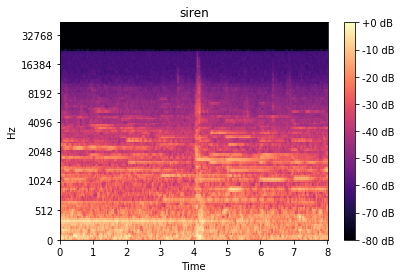 siren
Hz
32768
16384
8192
4096
2048
1024
512
0
0 1 2 3 4 5 6 7 8
Time
+0 dB
-10 dB
-20 dB
-30 dB
-40 dB
-50 dB
-60 dB
-70 dB
-80 dB